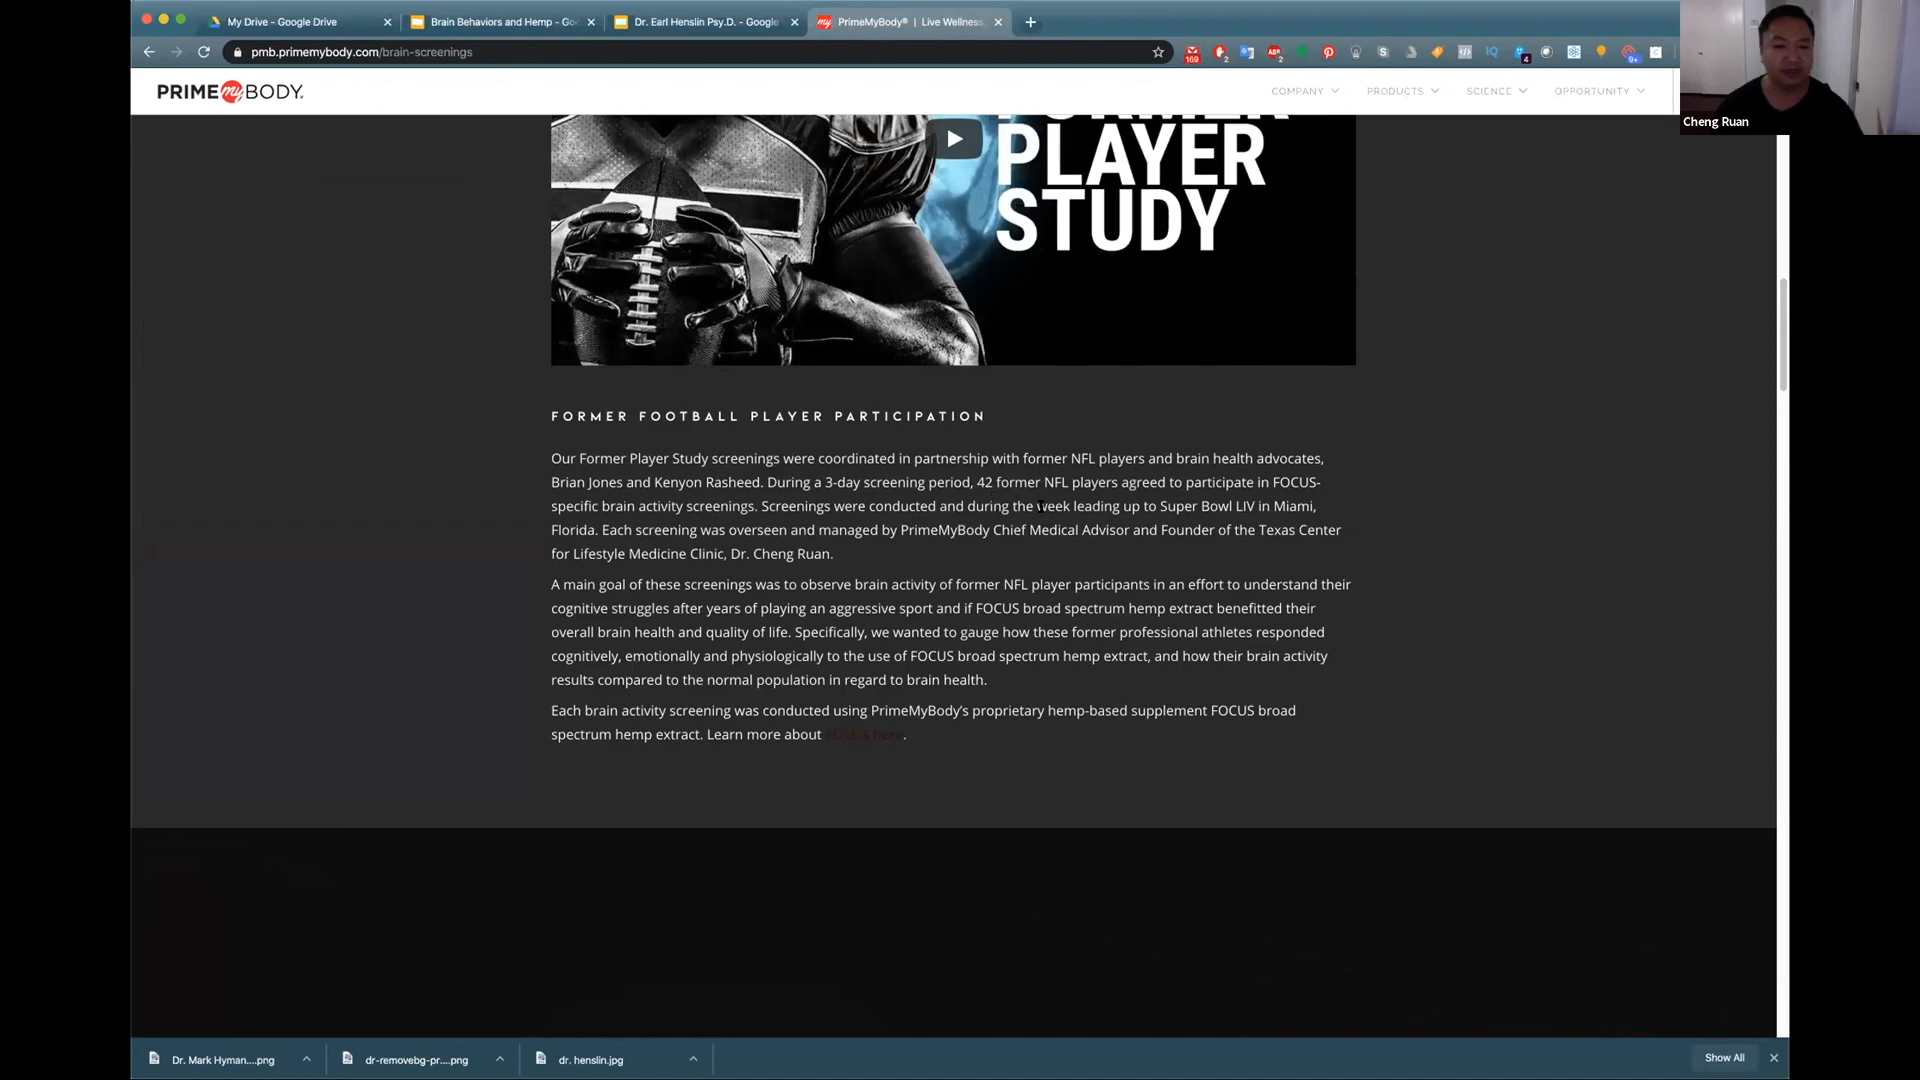 My Drive - Google Drive
Brain Behaviors and Hemp - Go
Dr. Earl Henslin Psy.D. - Google
my PrimeMyBody® | Live Wellness
pmb.primemybody.com/brain-screenings
169
2
ABP
2
4
IQ
9+
PRIME my BODY.
COMPANY
PRODUCTS
SCIENCE
OPPORTUNITY
Cheng Ruan
FORMER
PLAYER
STUDY
FORMER FOOTBALL PLAYER PARTICIPATION
Our Former Player Study screenings were coordinated in partnership with former NFL players and brain health advocates,
Brian Jones and Kenyon Rasheed. During a 3-day screening period, 42 former NFL players agreed to participate in FOCUS-
specific brain activity screenings. Screenings were conducted and during the week leading up to Super Bowl LIV in Miami,
Florida. Each screening was overseen and managed by PrimeMyBody Chief Medical Advisor and Founder of the Texas Center
for Lifestyle Medicine Clinic, Dr. Cheng Ruan.
A main goal of these screenings was to observe brain activity of former NFL player participants in an effort to understand their
cognitive struggles after years of playing an aggressive sport and if FOCUS broad spectrum hemp extract benefitted their
overall brain health and quality of life. Specifically, we wanted to gauge how these former professional athletes responded
cognitively, emotionally and physiologically to the use of FOCUS broad spectrum hemp extract, and how their brain activity
results compared to the normal population in regard to brain health.
Each brain activity screening was conducted using PrimeMyBody's proprietary hemp-based supplement FOCUS broad
spectrum hemp extract. Learn more about FOCUS here.
Dr. Mark Hyman....png
dr-removebg-pr....png
dr. henslin.jpg
Show All